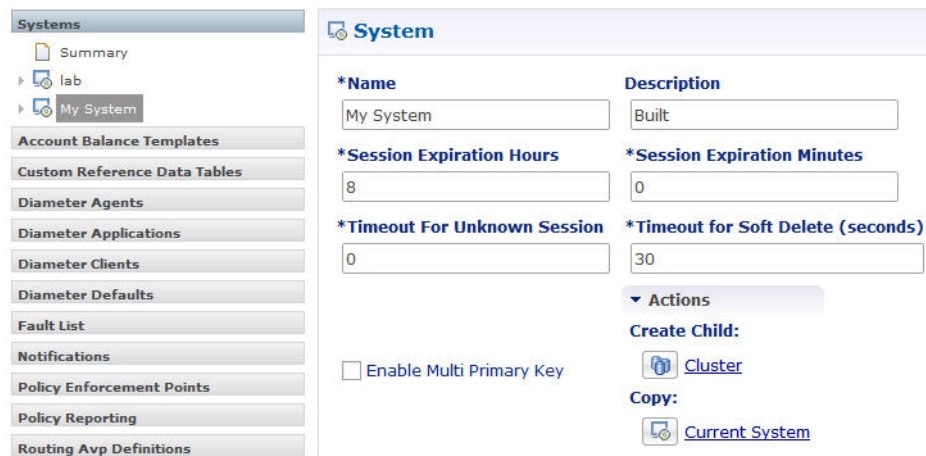 Systems
Summary
lab
My System
Account Balance Templates
Custom Reference Data Tables
Diameter Agents
Diameter Applications
Diameter Clients
Diameter Defaults
Fault List
Notifications
Policy Enforcement Points
Policy Reporting
Routing Avp Definitions
System
*Name
Description
My System
Built
*Session Expiration Hours
*Session Expiration Minutes
8
0
*Timeout For Unknown Session
*Timeout for Soft Delete (seconds)
0
30
Actions
Create Child:
Enable Multi Primary Key
Cluster
Copy:
Current System